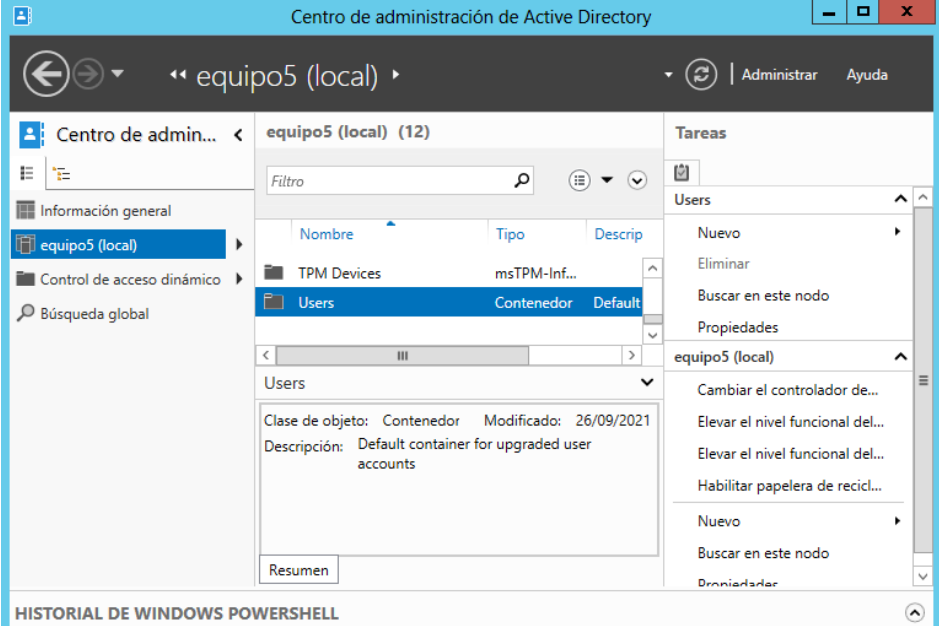 Centro de administración de Active Directory
equipo5 (local)
Administrar
Ayuda
Centro de admin...
Información general
equipo5 (local)
Control de acceso dinámico
Búsqueda global
equipo5 (local) (12)
Filtro
Nombre Tipo Descrip
TPM Devices msTPM-Inf...
Users Contenedor Default
Users
Clase de objeto: Contenedor Modificado: 26/09/2021
Descripción: Default container for upgraded user
accounts
Resumen
Tareas
Users
Nuevo
Eliminar
Buscar en este nodo
Propiedades
equipo5 (local)
Cambiar el controlador de...
Elevar el nivel funcional del...
Elevar el nivel funcional del...
Habilitar papelera de recicl...
Nuevo
Buscar en este nodo
Propiedades
HISTORIAL DE WINDOWS POWERSHELL